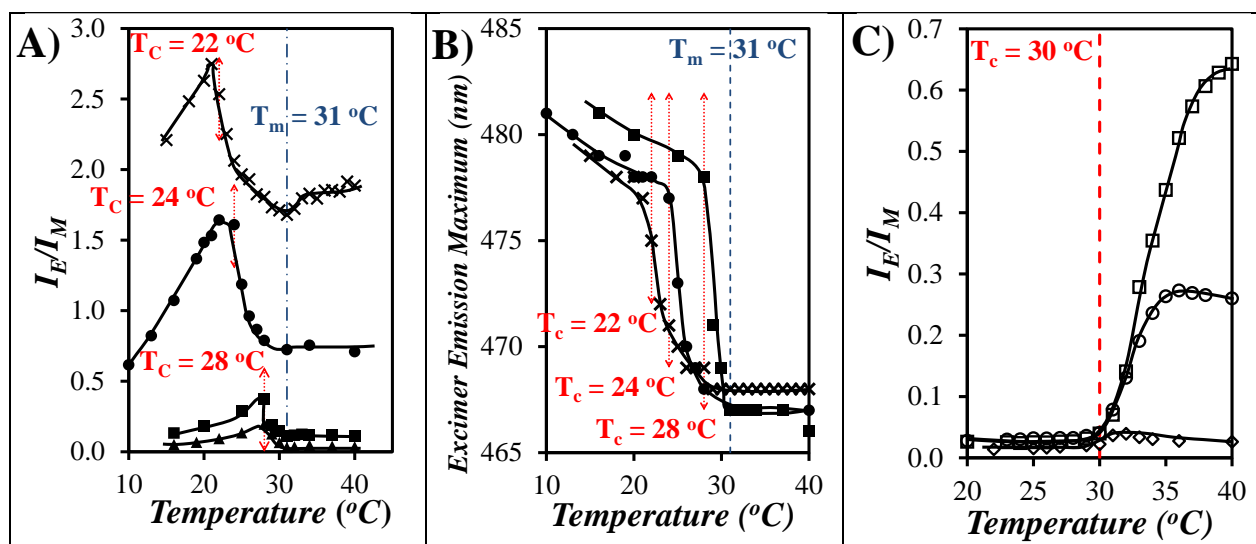 A)
T_C = 22 °C
T_m = 31 °C
T_C = 24 °C
T_C = 28 °C
3.0
2.5
2.0
1.5
1.0
0.5
0.0
I_E/I_M
10 20 30 40
Temperature (°C)
B)
T_m = 31 °C
T_c = 22 °C
T_c = 24 °C
T_c = 28 °C
485
480
475
470
465
Excimer Emission Maximum (nm)
10 20 30 40
Temperature (°C)
C)
T_c = 30 °C
0.7
0.6
0.5
0.4
0.3
0.2
0.1
0.0
I_E/I_M
20 25 30 35 40
Temperature (°C)